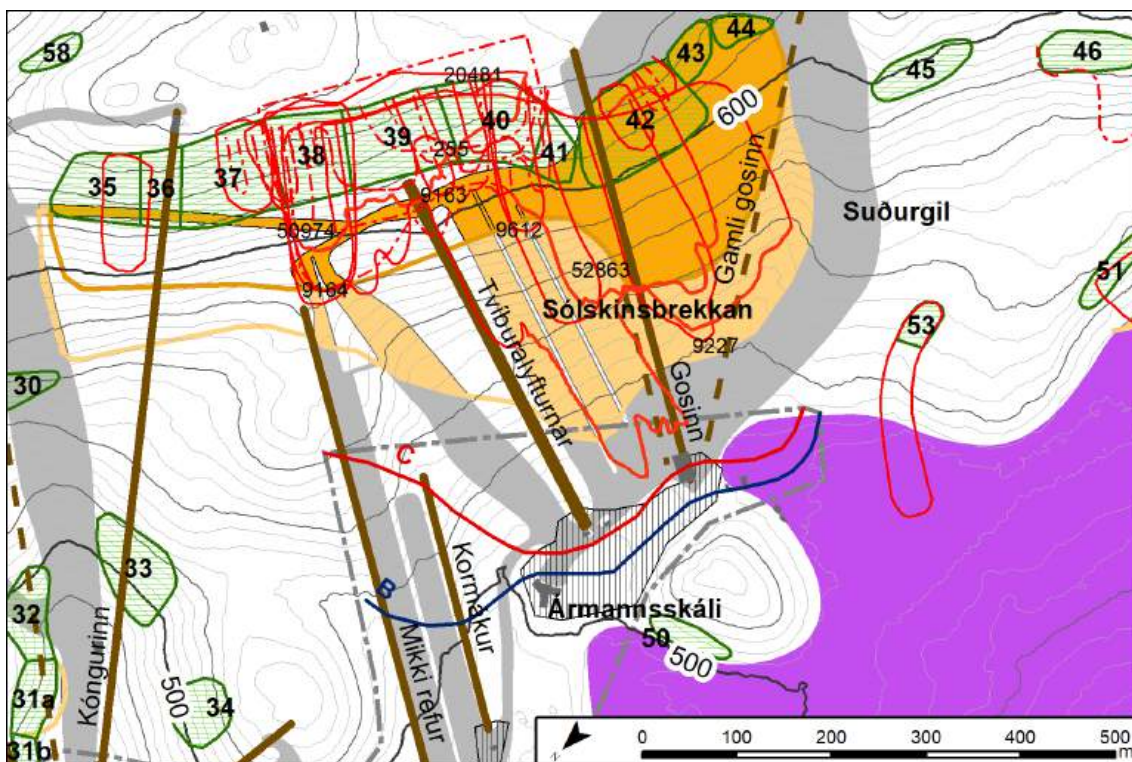 58
44
43
45
46
20481
42
40
39
38
41
255
600
37
35
36
9163
Suðurgil
50974
9612
51
52863
Gamli gosinn
9164
Sólskinsbrekkan
53
Tvíburalyfturnar
9227
Gosinn
30
C
33
Kormákur
B
32
Ármannsskáli
50
500
Mikki refur
Kóngurinn
31a
34
500
31b
N
0 100 200 300 400 500
m